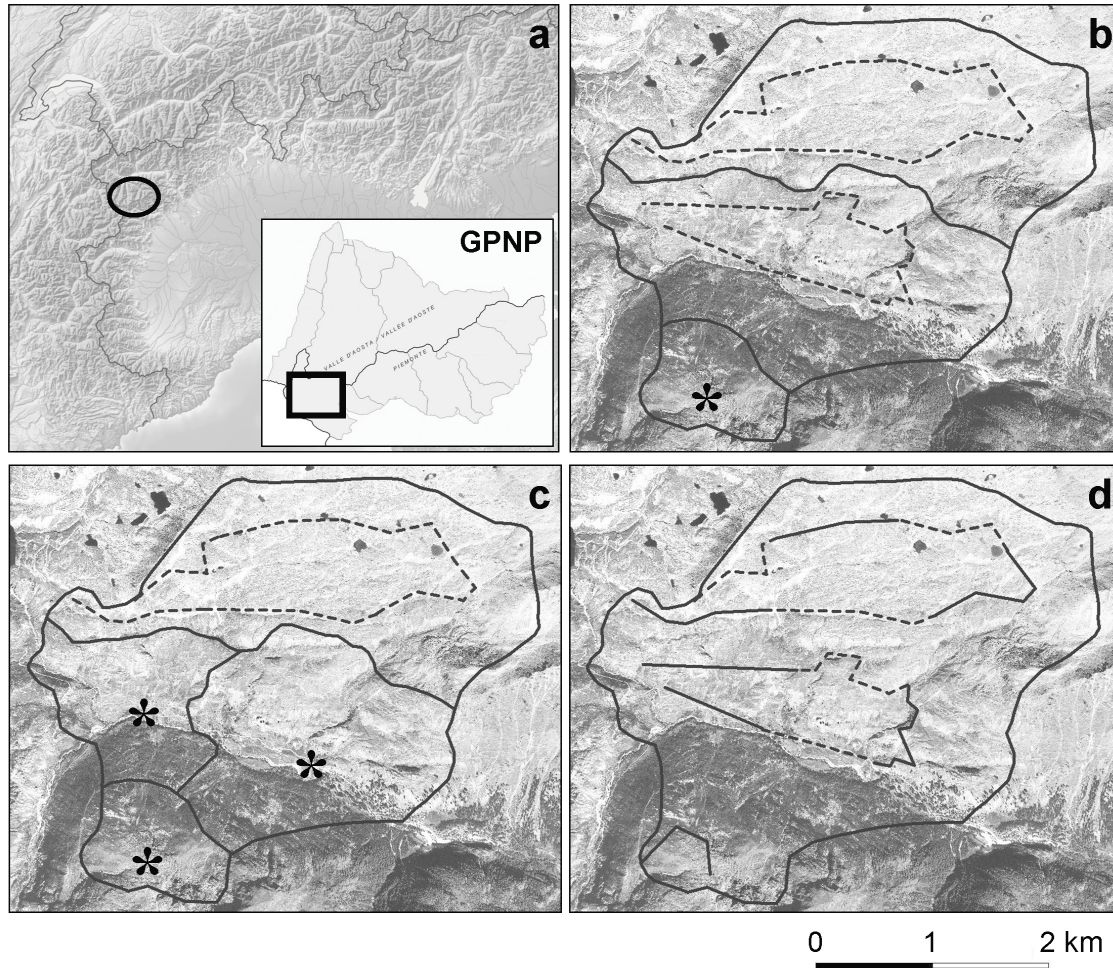 a
GPNP
VALLE D'AOSTA / VALLÉE D'AOSTE
PIEMONTE
b
*
c
*
*
*
d
0 1 2 km